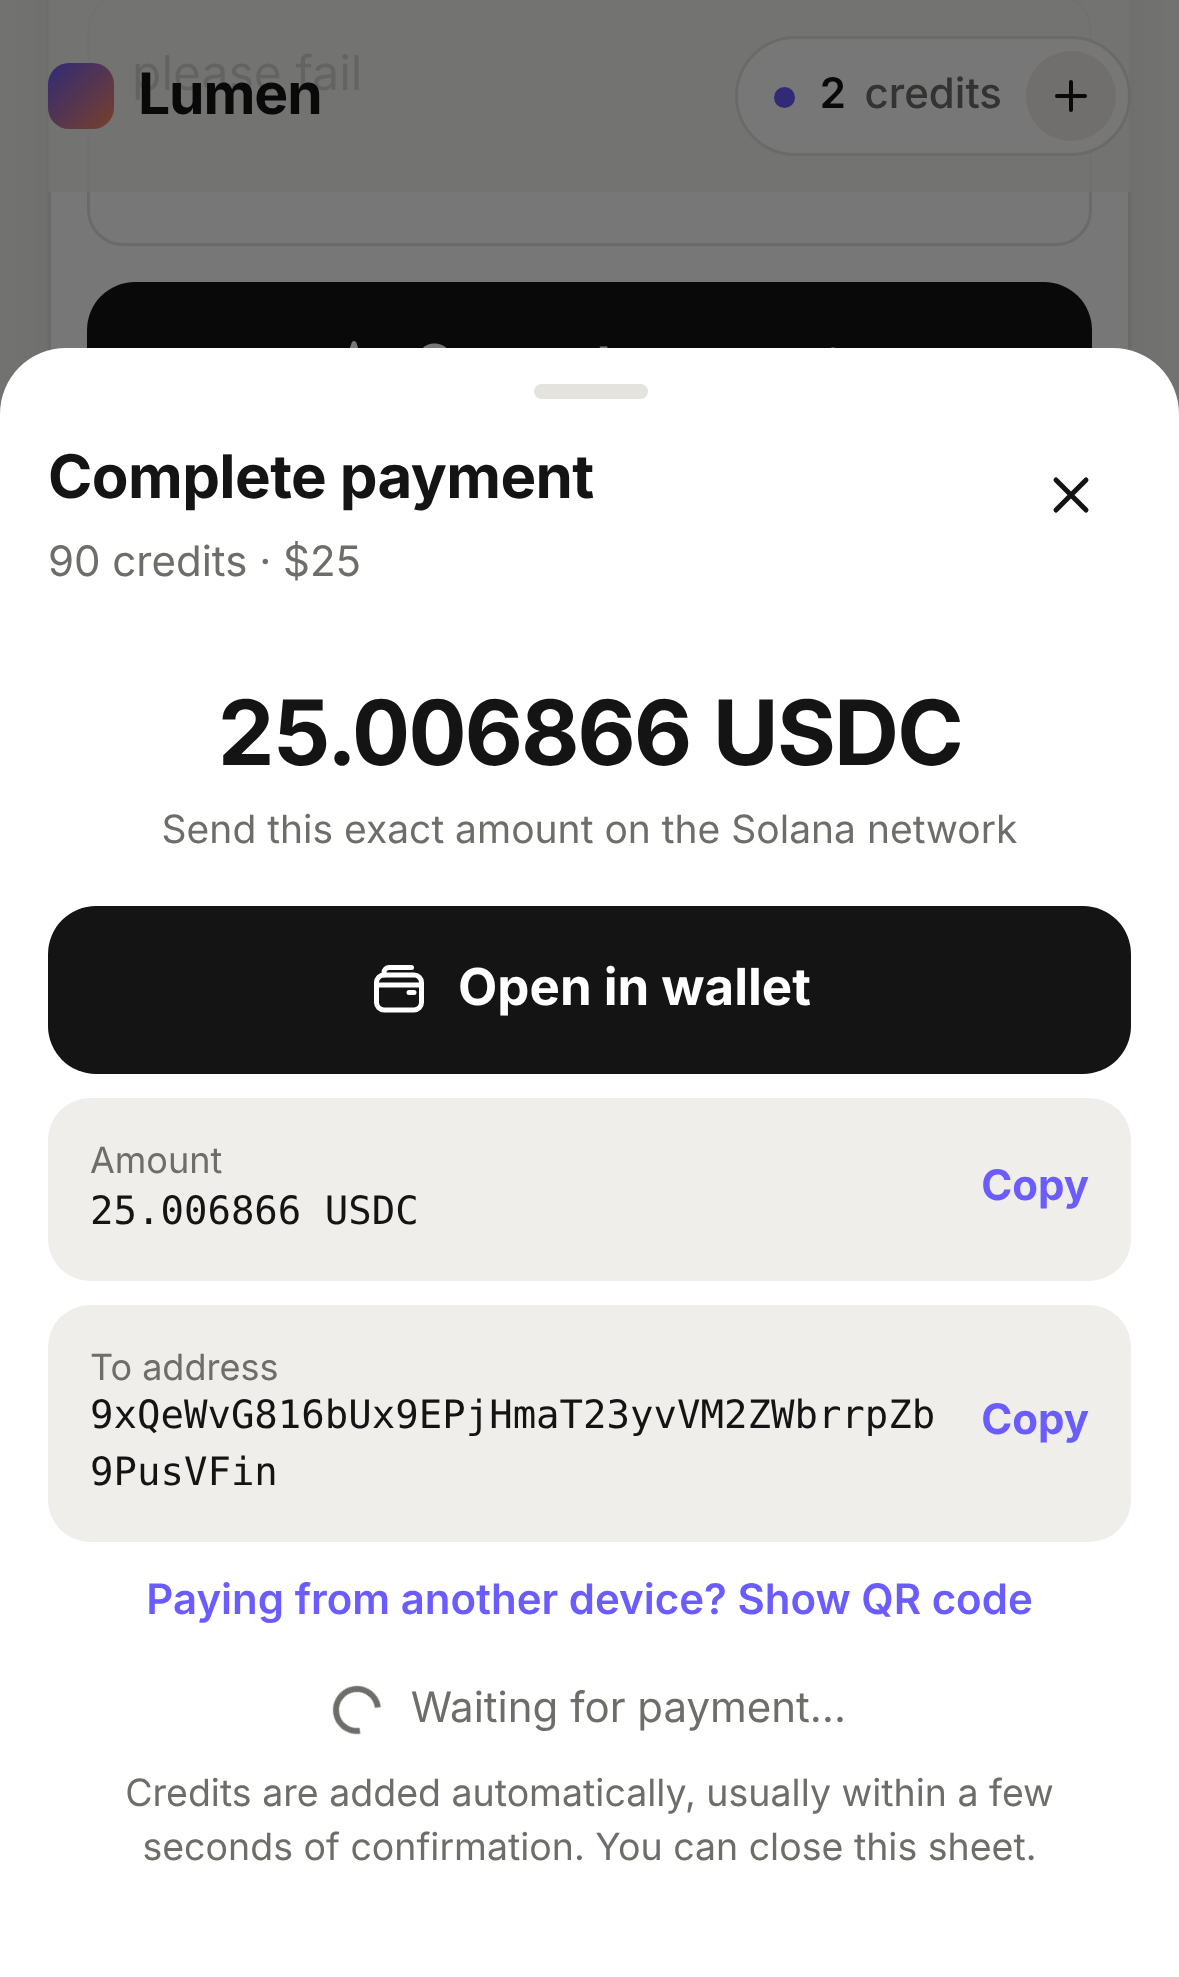 please fail
Lumen
2 credits
Complete payment
90 credits · $25
25.006866 USDC
Send this exact amount on the Solana network
Open in wallet
Amount
25.006866 USDC
Copy
To address
9xQeWvG816bUx9EPjHmaT23yvVM2ZWbrrpZb
9PusVFin
Copy
Paying from another device? Show QR code
Waiting for payment...
Credits are added automatically, usually within a few
seconds of confirmation. You can close this sheet.